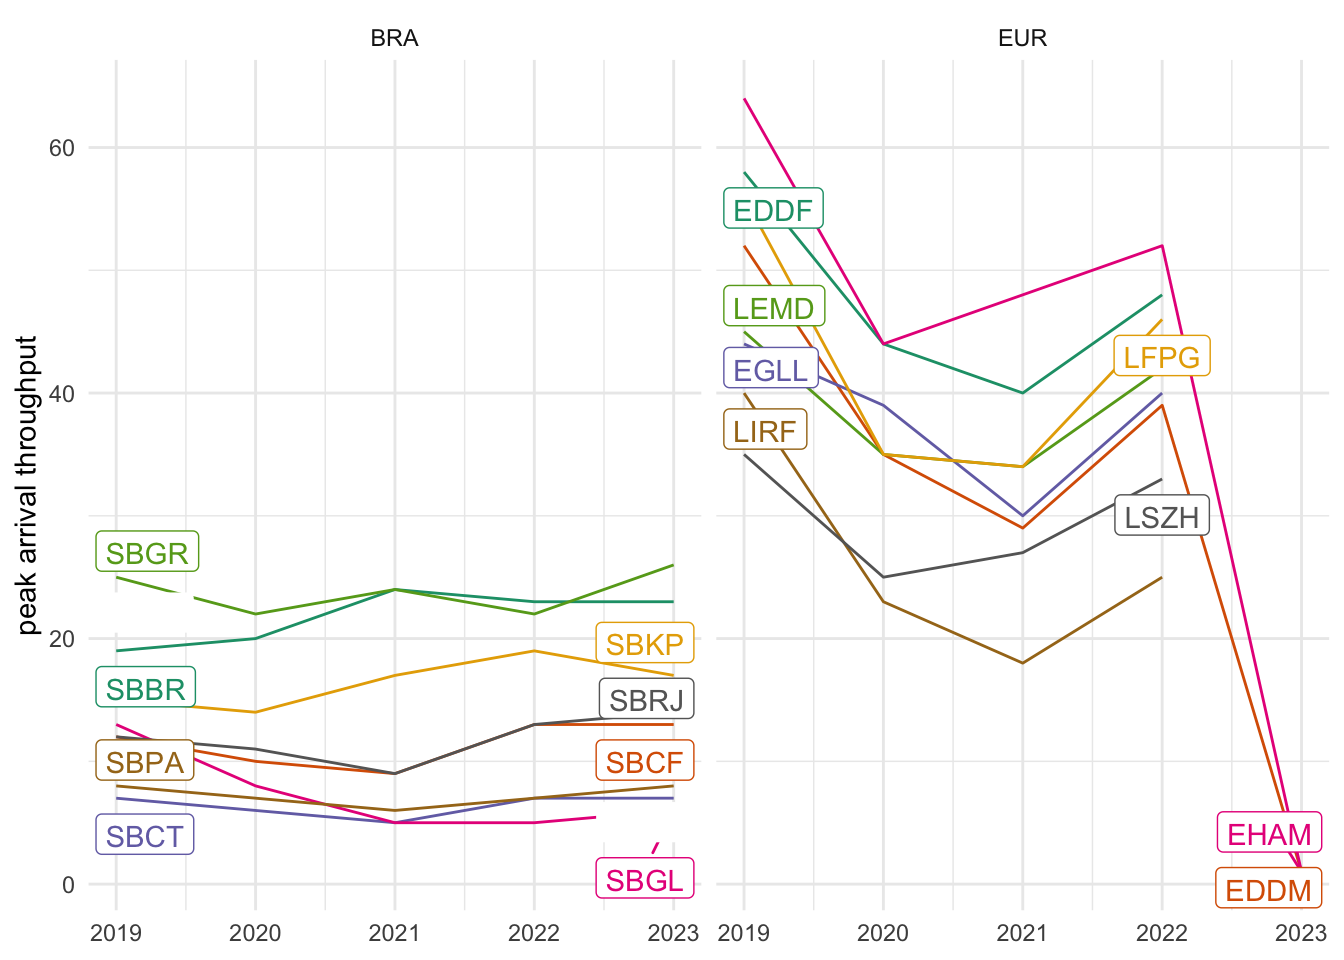 BRA
EUR
peak arrival throughput
60
40
20
0
EDDF
LEMD
EGLL
LFPG
LIRF
LSZH
SBGR
SBKP
SBBR
SBRJ
SBPA
SBCF
SBCT
EHAM
SBGL
EDDM
2019 2020 2021 2022 2023
2019 2020 2021 2022 2023